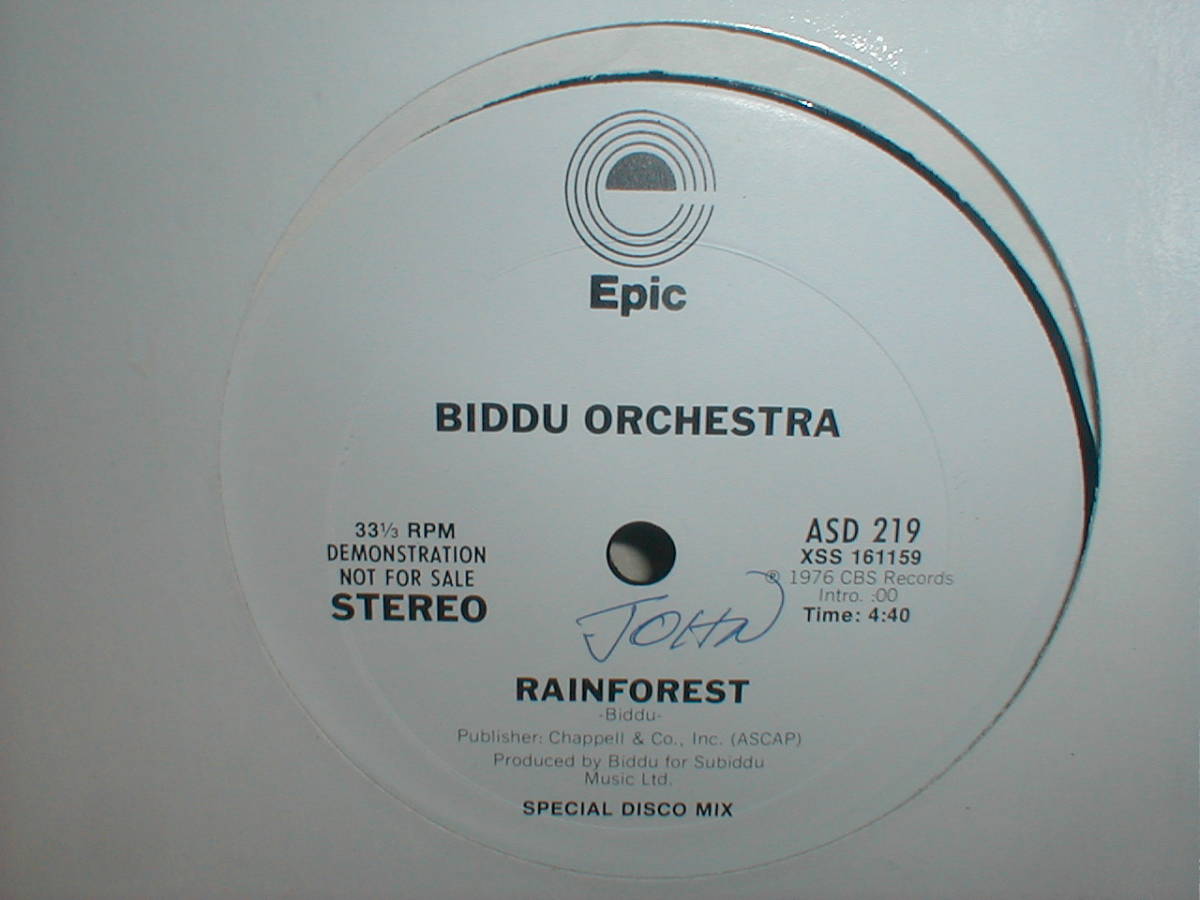 Epic
BIDDU ORCHESTRA
33⅓ RPM
DEMONSTRATION
NOT FOR SALE
STEREO
ASD 219
XSS 161159
℗ 1976 CBS Records
Intro. :00
Time: 4:40
JOHN
RAINFOREST
-Biddu-
Publisher: Chappell & Co., Inc. (ASCAP)
Produced by Biddu for Subiddu
Music Ltd.
SPECIAL DISCO MIX